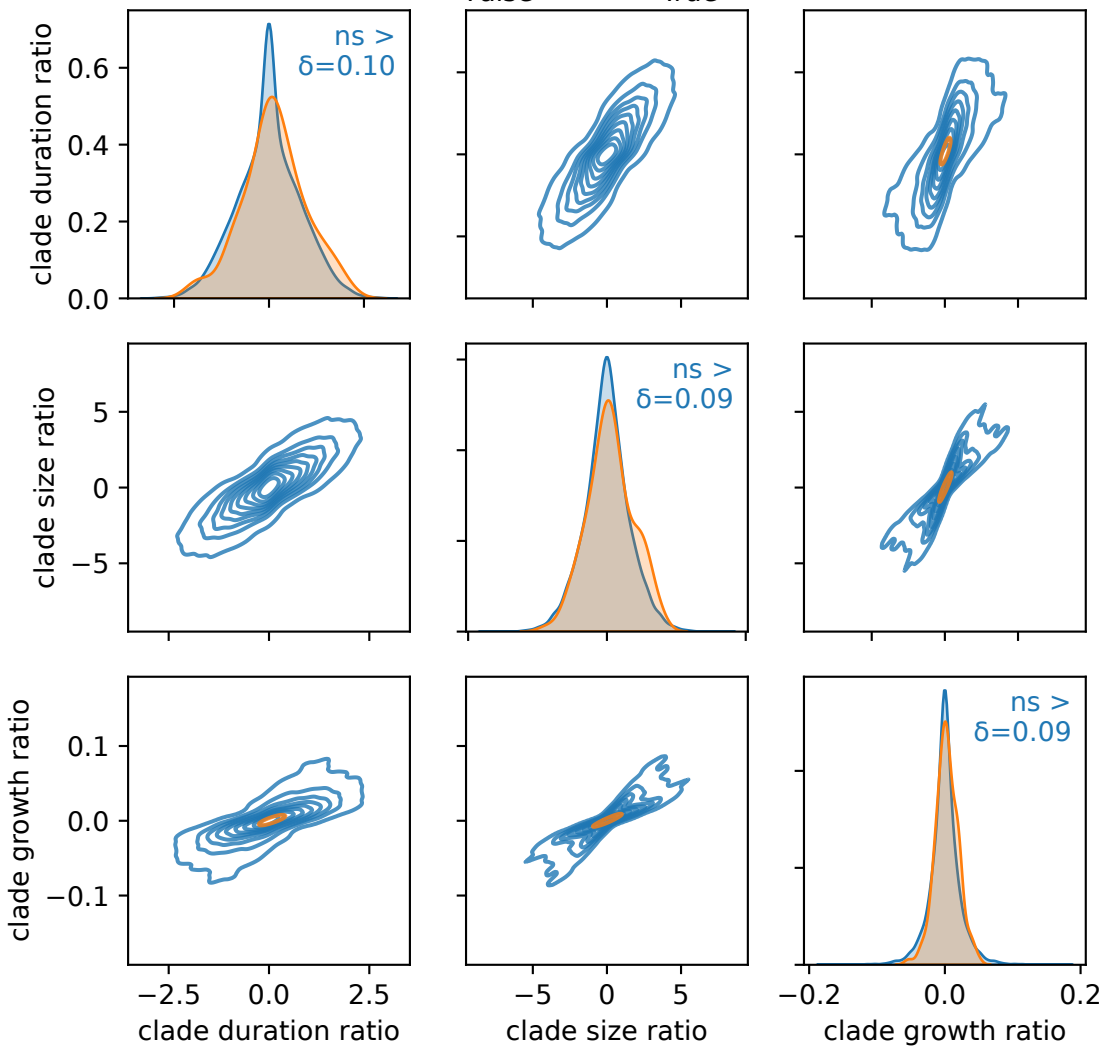 True
clade duration ratio
0.6
0.4
0.2
0.0
ns >
δ=0.10
clade size ratio
5
0
−5
ns >
δ=0.09
clade growth ratio
0.1
0.0
−0.1
ns >
δ=0.09
−2.5 0.0 2.5 −5 0 5 −0.2 0.0 0.2
clade duration ratio clade size ratio clade growth ratio